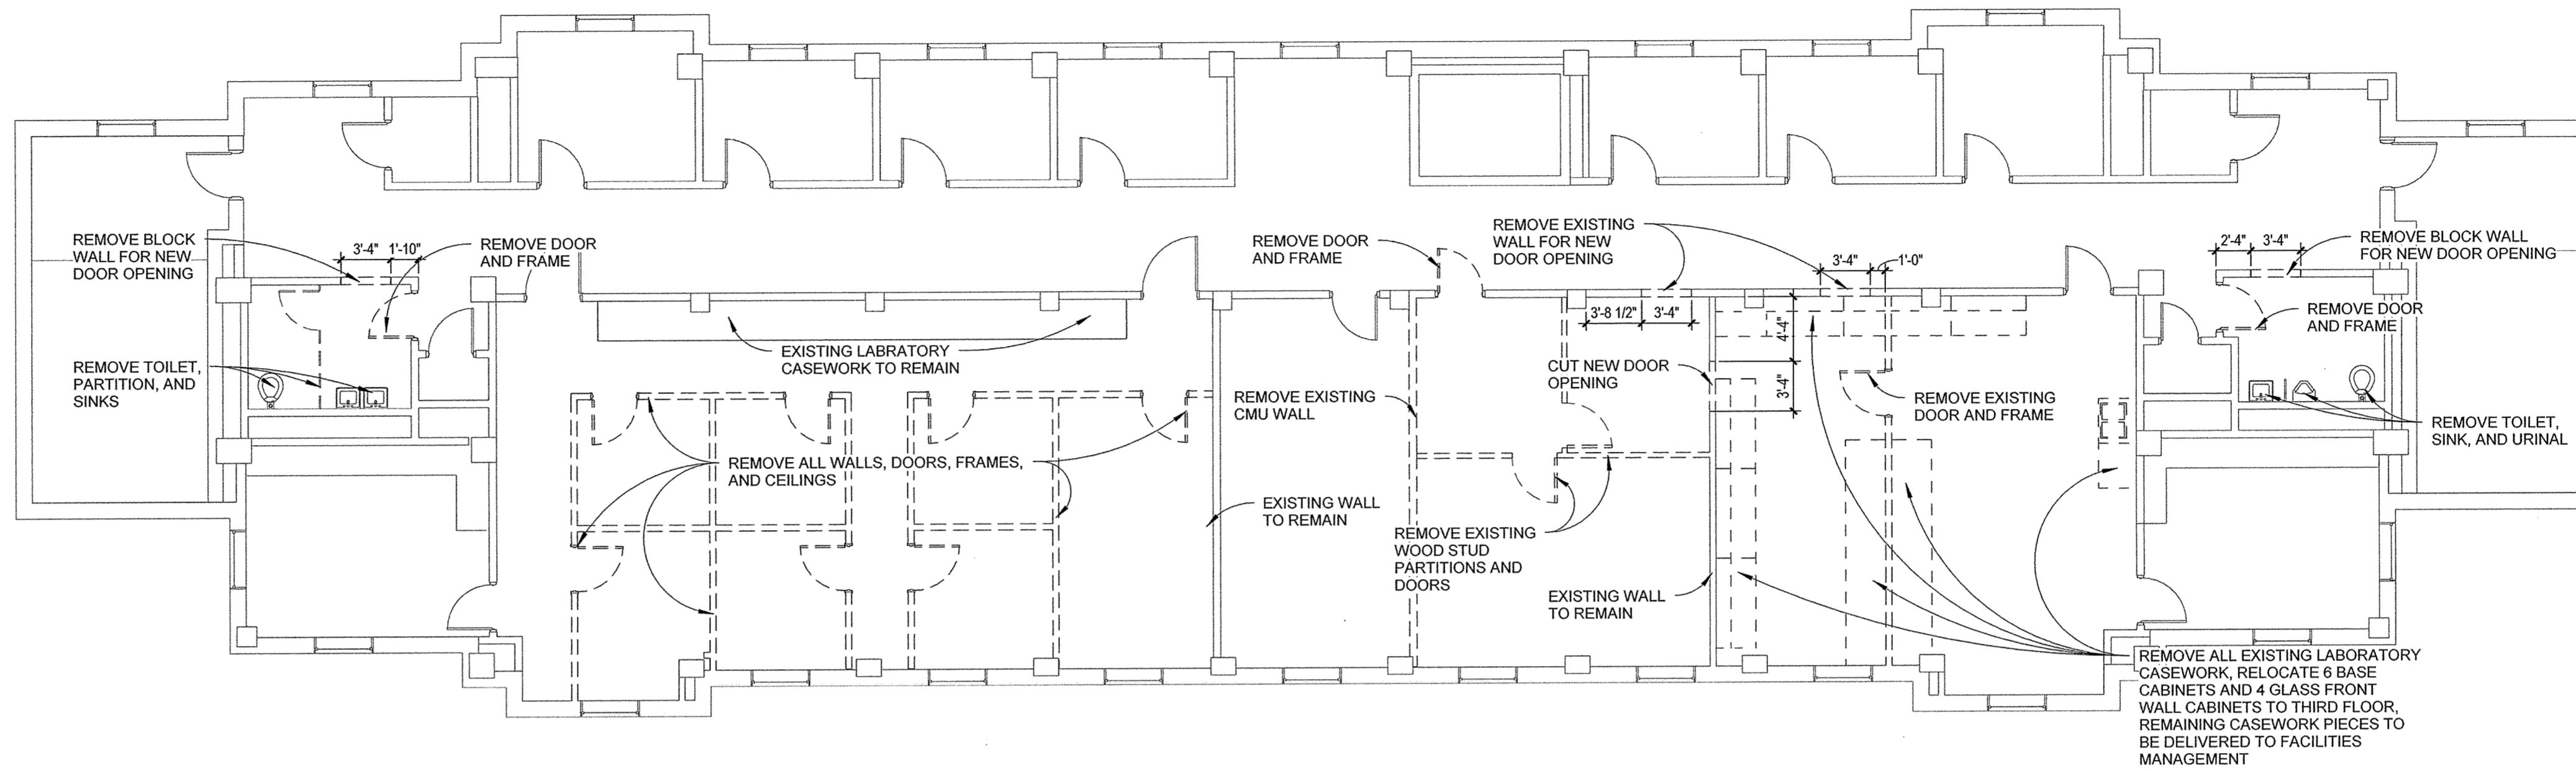 REMOVE BLOCK
WALL FOR NEW
DOOR OPENING
3'-4"
1'-10"
REMOVE DOOR
AND FRAME
REMOVE TOILET,
PARTITION, AND
SINKS
EXISTING LABRATORY
CASEWORK TO REMAIN
REMOVE ALL WALLS, DOORS, FRAMES,
AND CEILINGS
REMOVE DOOR
AND FRAME
REMOVE EXISTING
CMU WALL
EXISTING WALL
TO REMAIN
REMOVE EXISTING
WALL FOR NEW
DOOR OPENING
3'-8 1/2"
3'-4"
3'-4"
1'-0"
4'-4"
3'-4"
CUT NEW DOOR
OPENING
REMOVE EXISTING
WOOD STUD
PARTITIONS AND
DOORS
EXISTING WALL
TO REMAIN
REMOVE EXISTING
DOOR AND FRAME
2'-4"
3'-4"
REMOVE BLOCK WALL
FOR NEW DOOR OPENING
REMOVE DOOR
AND FRAME
REMOVE TOILET,
SINK, AND URINAL
REMOVE ALL EXISTING LABORATORY
CASEWORK, RELOCATE 6 BASE
CABINETS AND 4 GLASS FRONT
WALL CABINETS TO THIRD FLOOR,
REMAINING CASEWORK PIECES TO
BE DELIVERED TO FACILITIES
MANAGEMENT